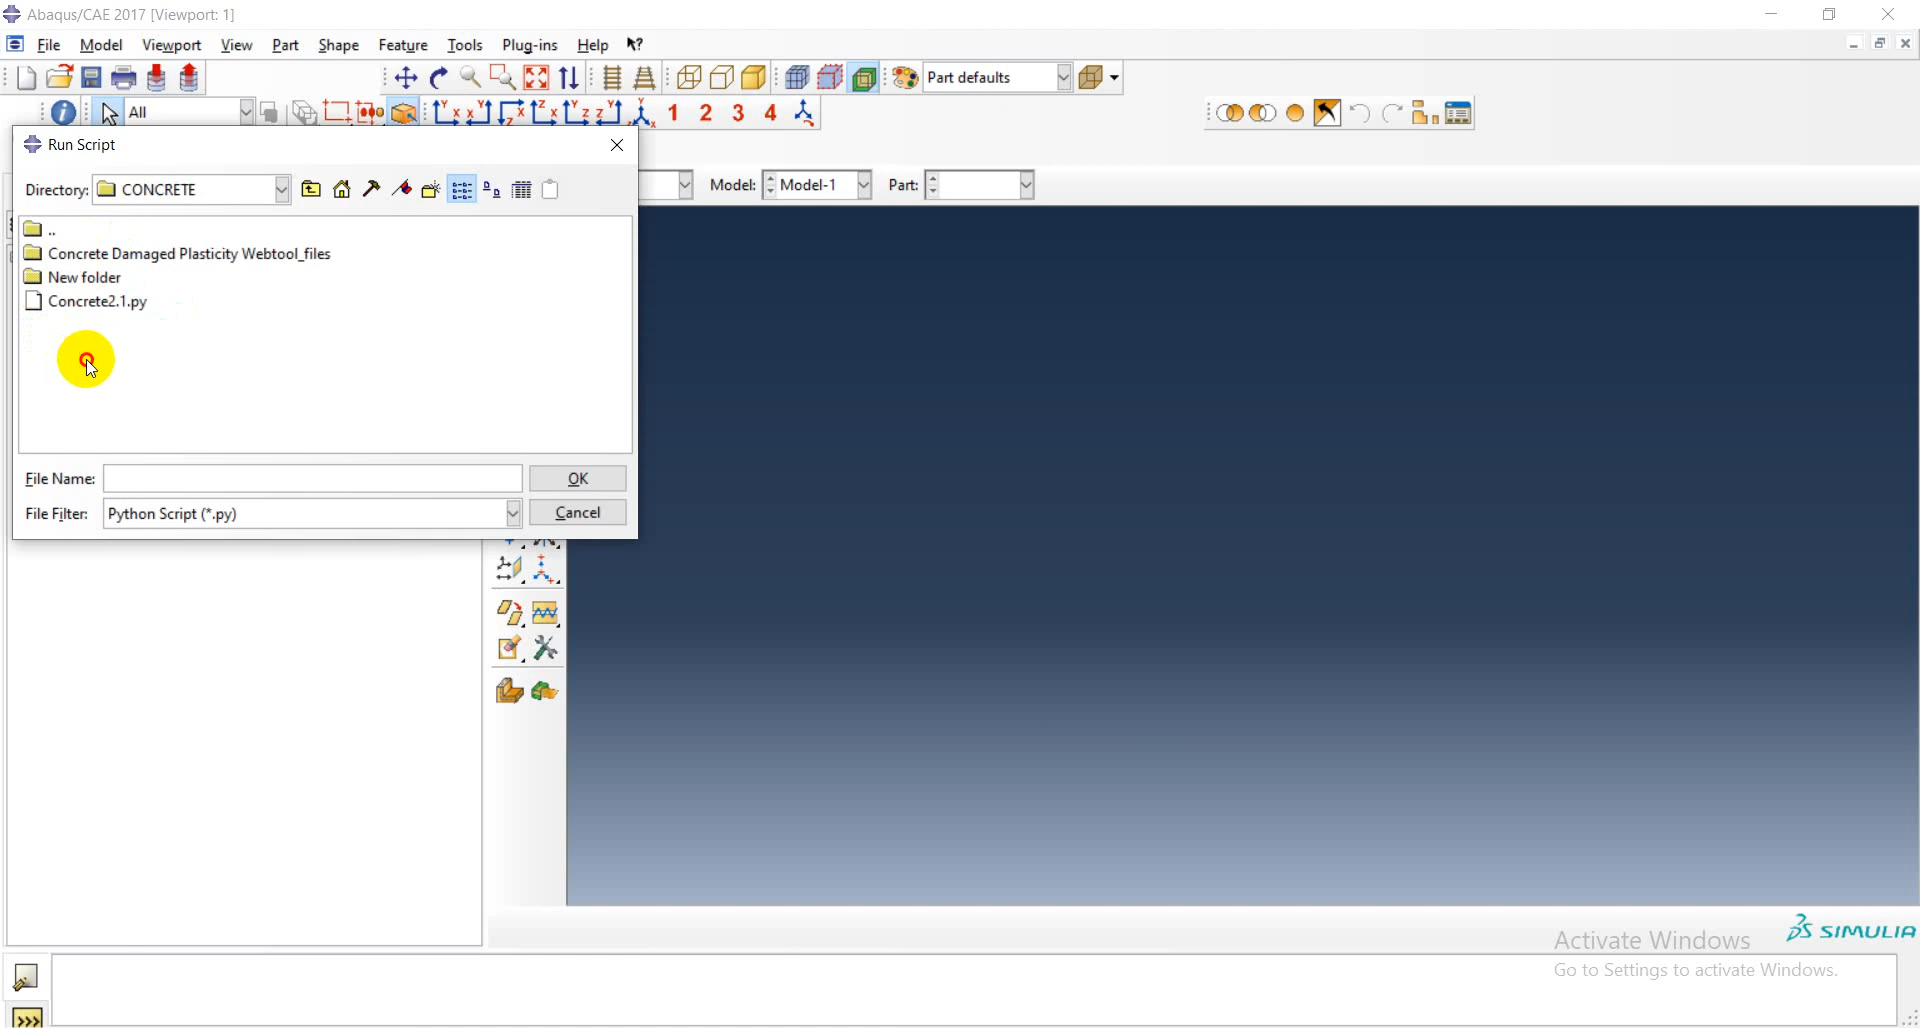 Abaqus/CAE 2017 [Viewport: 1]
File Model Viewport View Part Shape Feature Tools Plug-ins Help
Part defaults
All
1 2 3 4
Run Script
Directory: CONCRETE
Model: Model-1 Part:
..
Concrete Damaged Plasticity Webtool_files
New folder
Concrete2.1.py
File Name: OK
File Filter: Python Script (*.py) Cancel
SIMULIA
Activate Windows
Go to Settings to activate Windows.
>>>